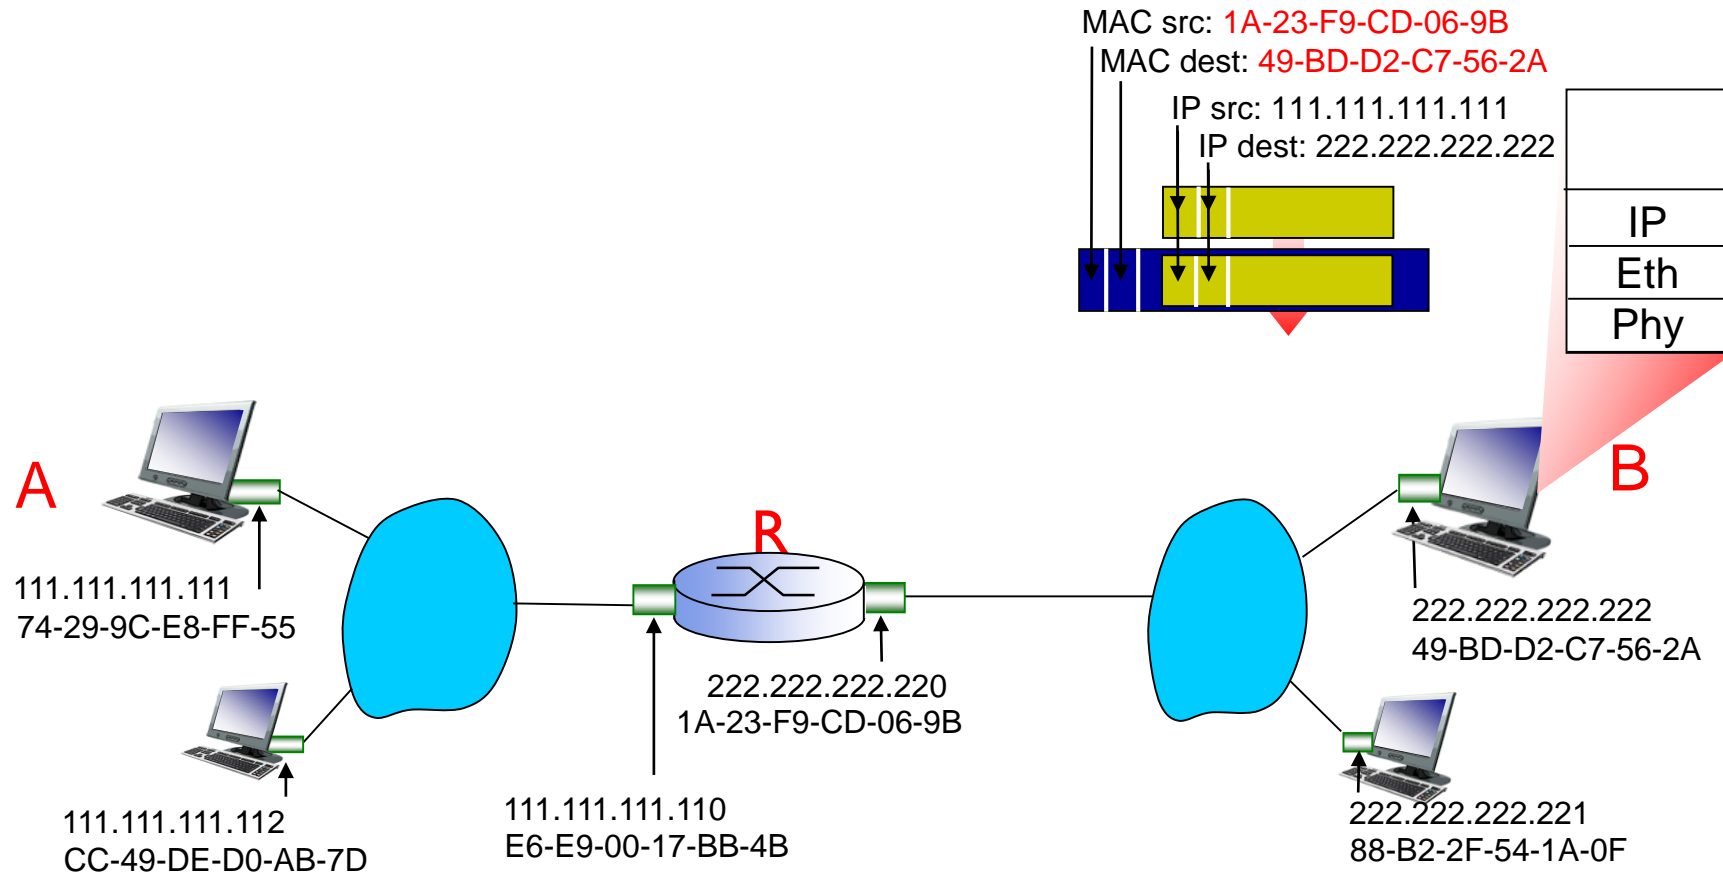 MAC src: 1A-23-F9-CD-06-9B
MAC dest: 49-BD-D2-C7-56-2A
IP src: 111.111.111.111
IP dest: 222.222.222.222
IP
Eth
Phy
A
B
R
111.111.111.111
74-29-9C-E8-FF-55
222.222.222.222
49-BD-D2-C7-56-2A
222.222.222.220
1A-23-F9-CD-06-9B
111.111.111.112
CC-49-DE-D0-AB-7D
111.111.111.110
E6-E9-00-17-BB-4B
222.222.222.221
88-B2-2F-54-1A-0F